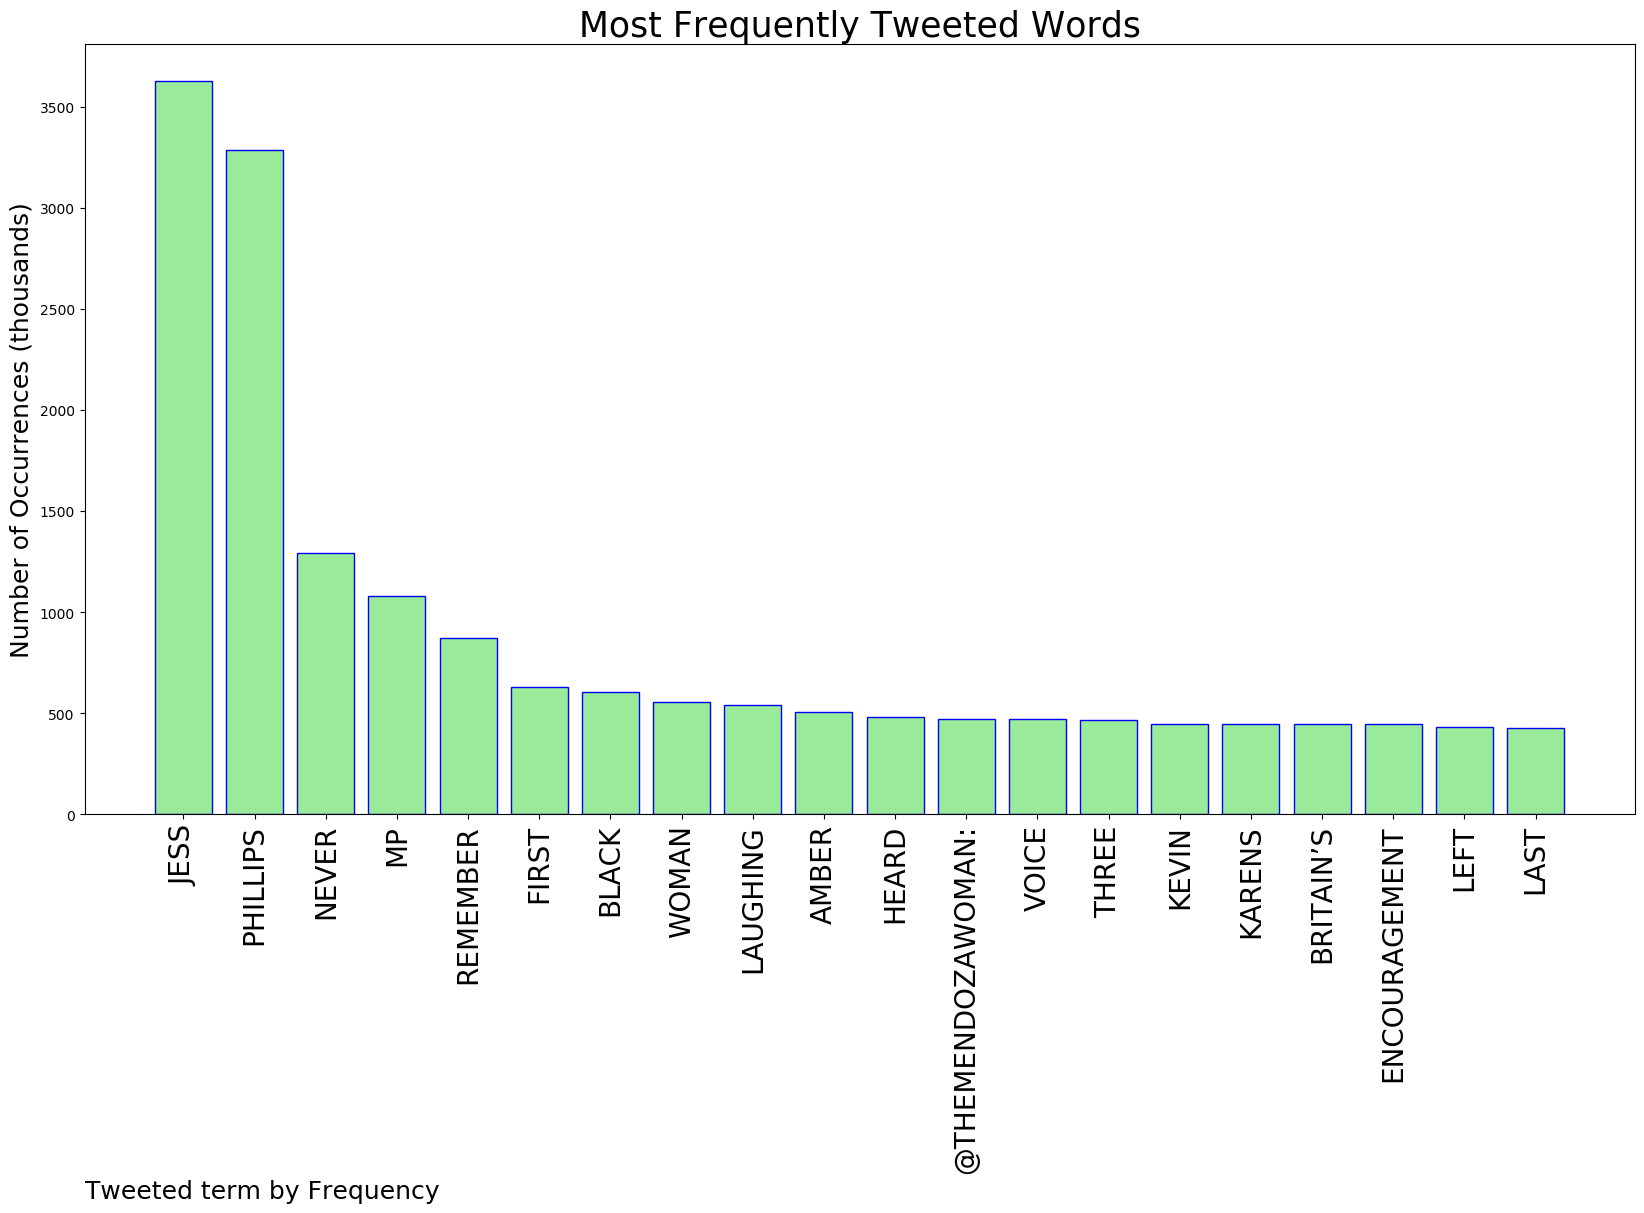 Most Frequently Tweeted Words
Number of Occurrences (thousands)
3500
3000
2500
2000
1500
1000
500
0
JESS
PHILLIPS
NEVER
MP
REMEMBER
FIRST
BLACK
WOMAN
LAUGHING
AMBER
HEARD
@THEMENDOZAWOMAN:
VOICE
THREE
KEVIN
KARENS
BRITAIN’S
ENCOURAGEMENT
LEFT
LAST
Tweeted term by Frequency